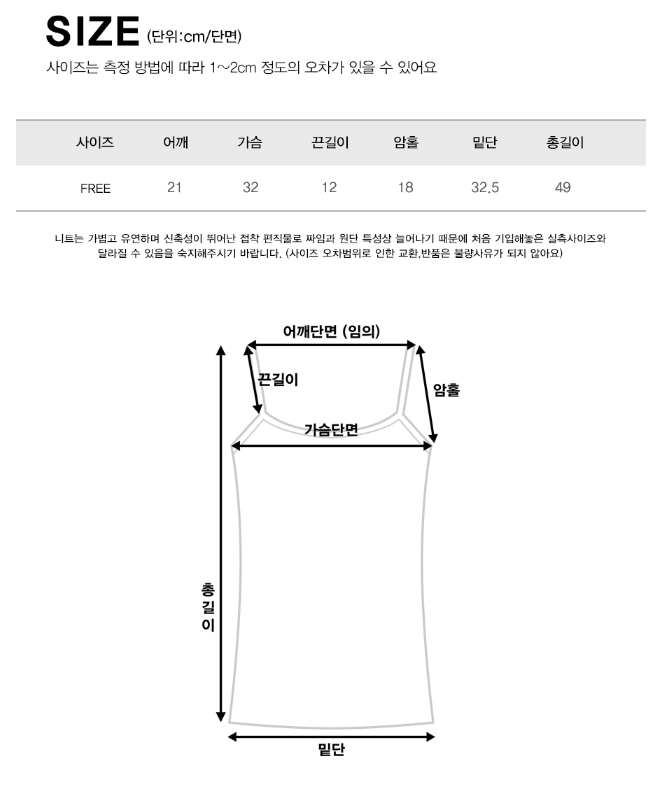 SIZE (단위:cm/단면)
사이즈는 측정 방법에 따라 1~2cm 정도의 오차가 있을 수 있어요
사이즈 어깨 가슴 끈길이 암홀 밑단 총길이
FREE 21 32 12 18 32.5 49
니트는 가볍고 유연하며 신축성이 뛰어난 접착 편직물로 짜임과 원단 특성상 늘어나기 때문에 처음 기입해놓은 실측사이즈와
달라질 수 있음을 숙지해주시기 바랍니다. (사이즈 오차범위로 인한 교환,반품은 불량사유가 되지 않아요)
어깨단면 (임의)
끈길이
암홀
가슴단면
총길이
밑단